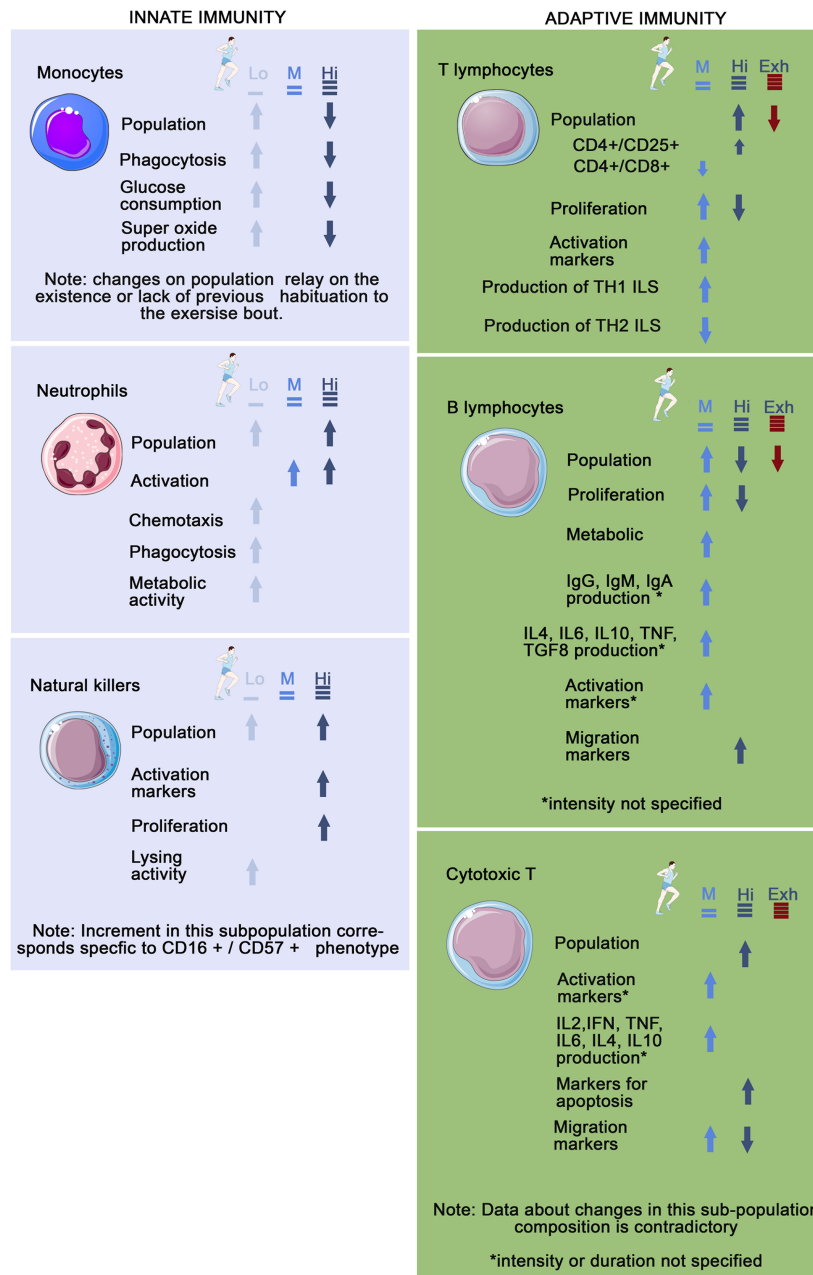 INNATE IMMUNITY
Monocytes
Lo M Hi
Population
Phagocytosis
Glucose
consumption
Super oxide
production
Note: changes on population relay on the
existence or lack of previous habituation to
the exersise bout.
Neutrophils
Lo M Hi
Population
Activation
Chemotaxis
Phagocytosis
Metabolic
activity
Natural killers
Lo M Hi
Population
Activation
markers
Proliferation
Lysing
activity
Note: Increment in this subpopulation corre-
sponds specfic to CD16 + / CD57 + phenotype
ADAPTIVE IMMUNITY
T lymphocytes
M Hi Exh
Population
CD4+/CD25+
CD4+/CD8+
Proliferation
Activation
markers
Production of TH1 ILS
Production of TH2 ILS
B lymphocytes
M Hi Exh
Population
Proliferation
Metabolic
IgG, IgM, IgA
production *
IL4, IL6, IL10, TNF,
TGF8 production*
Activation
markers*
Migration
markers
*intensity not specified
Cytotoxic T
M Hi Exh
Population
Activation
markers*
IL2,IFN, TNF,
IL6, IL4, IL10
production*
Markers for
apoptosis
Migration
markers
Note: Data about changes in this sub-population
composition is contradictory
*intensity or duration not specified